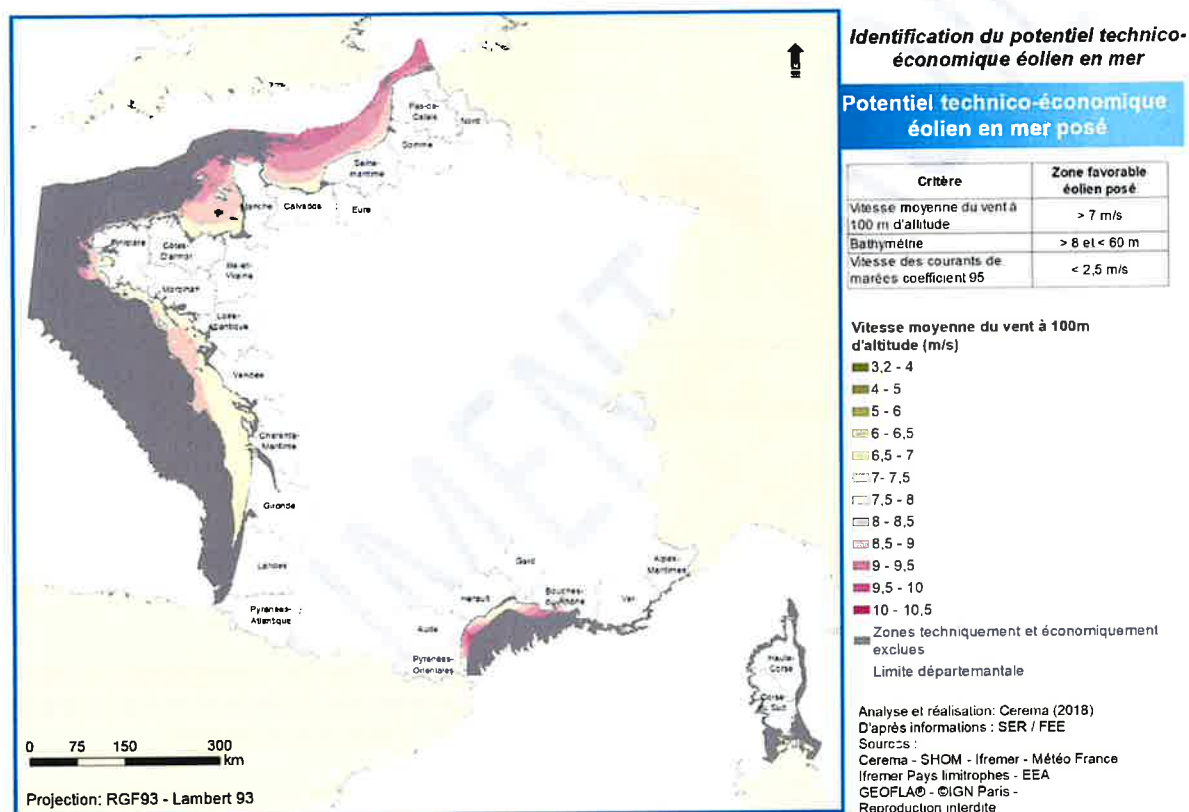 Identification du potentiel technico-
économique éolien en mer
Potentiel technico-économique
éolien en mer posé
Critère
Zone favorable
éolien posé
Vitesse moyenne du vent à
100 m d'altitude
> 7 m/s
Bathymétrie
> 8 et < 60 m
Vitesse des courants de
marées coefficient 95
< 2,5 m/s
Vitesse moyenne du vent à 100m
d'altitude (m/s)
3,2 - 4
4 - 5
5 - 6
6 - 6,5
6,5 - 7
7- 7,5
7,5 - 8
8 - 8,5
8,5 - 9
9 - 9,5
9,5 - 10
10 - 10,5
Zones techniquement et économiquement
exclues
Limite départemantale
Analyse et réalisation: Cerema (2018)
D'après informations : SER / FEE
Sources :
Cerema - SHOM - Ifremer - Météo France
Ifremer Pays limitrophes - EEA
GEOFLA® - ©IGN Paris -
Reproduction interdite
Pas-de-
Calais
Nord
Somme
Seine-
maritime
Manche
Calvados
Eure
Finistère
Côtes-
D'armor
Ille-et-
Vilaine
Morbihan
Loire-
Atlantique
Vendée
Charente-
Maritime
Gironde
Landes
Pyrénées-
Atlantique
Gard
Hérault
Bouches-
du-Rhône
Var
Alpes-
Maritimes
Aude
Pyrénées-
Orientales
Haute-
Corse
Corse
du Sud
0 75 150 300
km
Projection: RGF93 - Lambert 93